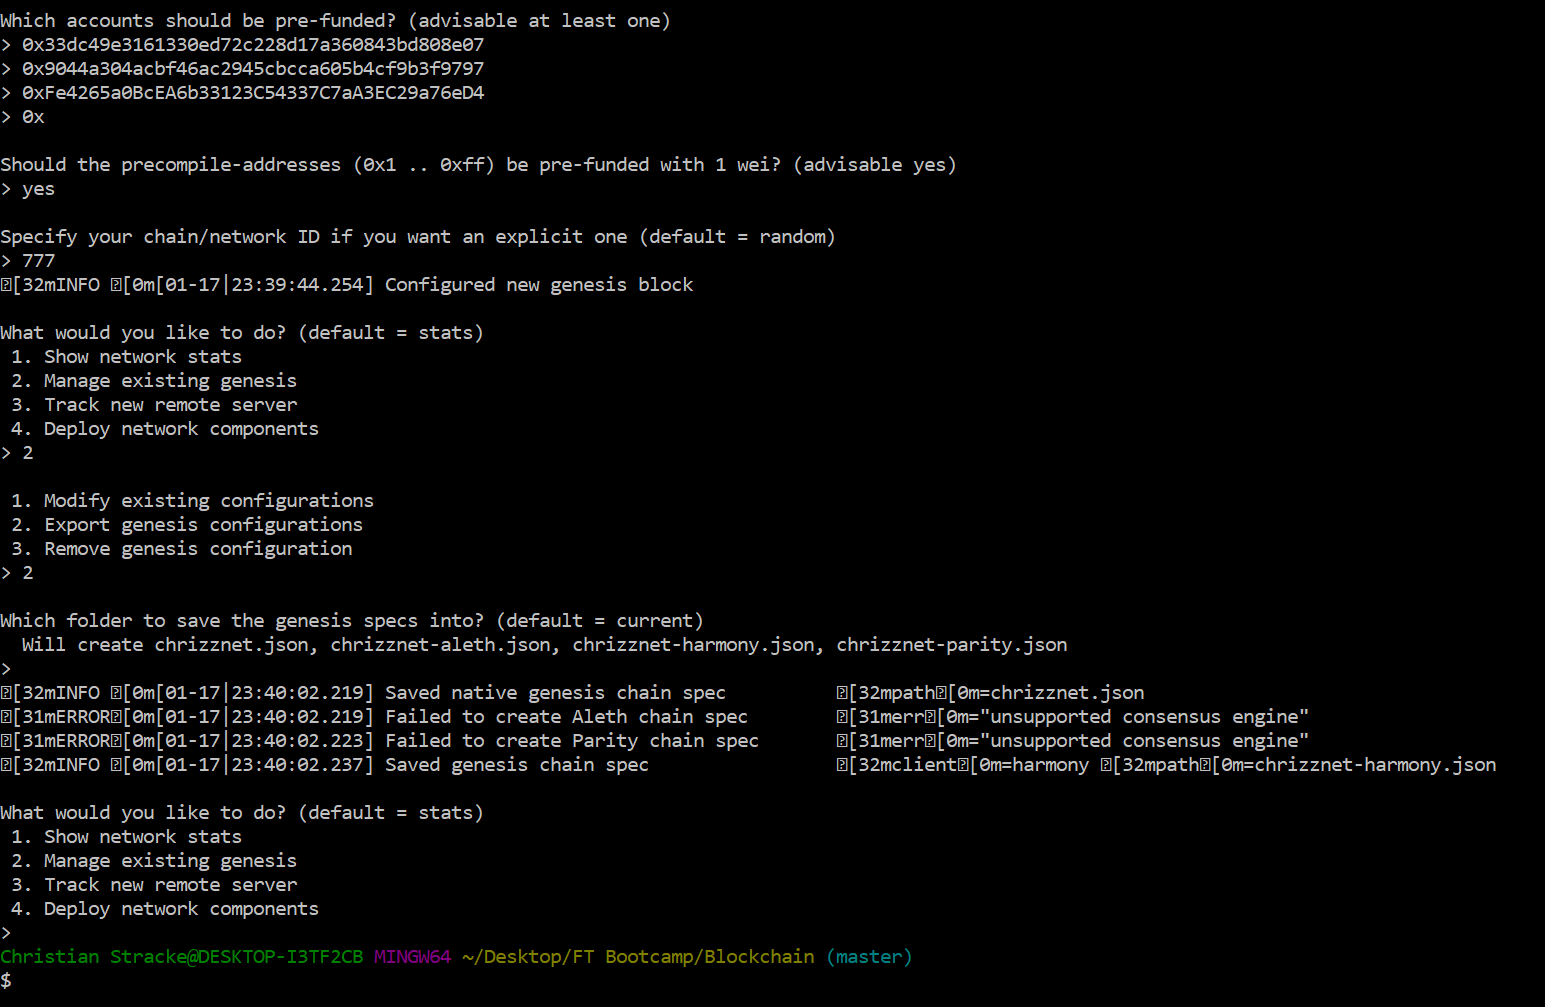 Which accounts should be pre-funded? (advisable at least one)
> 0x33dc49e3161330ed72c228d17a360843bd808e07
> 0x9044a304acbf46ac2945cbcca605b4cf9b3f9797
> 0xFe4265a0BcEA6b33123C54337C7aA3EC29a76eD4
> 0x
Should the precompile-addresses (0x1 .. 0xff) be pre-funded with 1 wei? (advisable yes)
> yes
Specify your chain/network ID if you want an explicit one (default = random)
> 777
[32mINFO [0m[01-17|23:39:44.254] Configured new genesis block
What would you like to do? (default = stats)
1. Show network stats
2. Manage existing genesis
3. Track new remote server
4. Deploy network components
> 2
1. Modify existing configurations
2. Export genesis configurations
3. Remove genesis configuration
> 2
Which folder to save the genesis specs into? (default = current)
Will create chrizznet.json, chrizznet-aleth.json, chrizznet-harmony.json, chrizznet-parity.json
>
[32mINFO [0m[01-17|23:40:02.219] Saved native genesis chain spec [32mpath[0m=chrizznet.json
[31mERROR[0m[01-17|23:40:02.219] Failed to create Aleth chain spec [31merr[0m="unsupported consensus engine"
[31mERROR[0m[01-17|23:40:02.223] Failed to create Parity chain spec [31merr[0m="unsupported consensus engine"
[32mINFO [0m[01-17|23:40:02.237] Saved genesis chain spec [32mclient[0m=harmony [32mpath[0m=chrizznet-harmony.json
What would you like to do? (default = stats)
1. Show network stats
2. Manage existing genesis
3. Track new remote server
4. Deploy network components
>
Christian Stracke@DESKTOP-I3TF2CB MINGW64 ~/Desktop/FT Bootcamp/Blockchain (master)
$